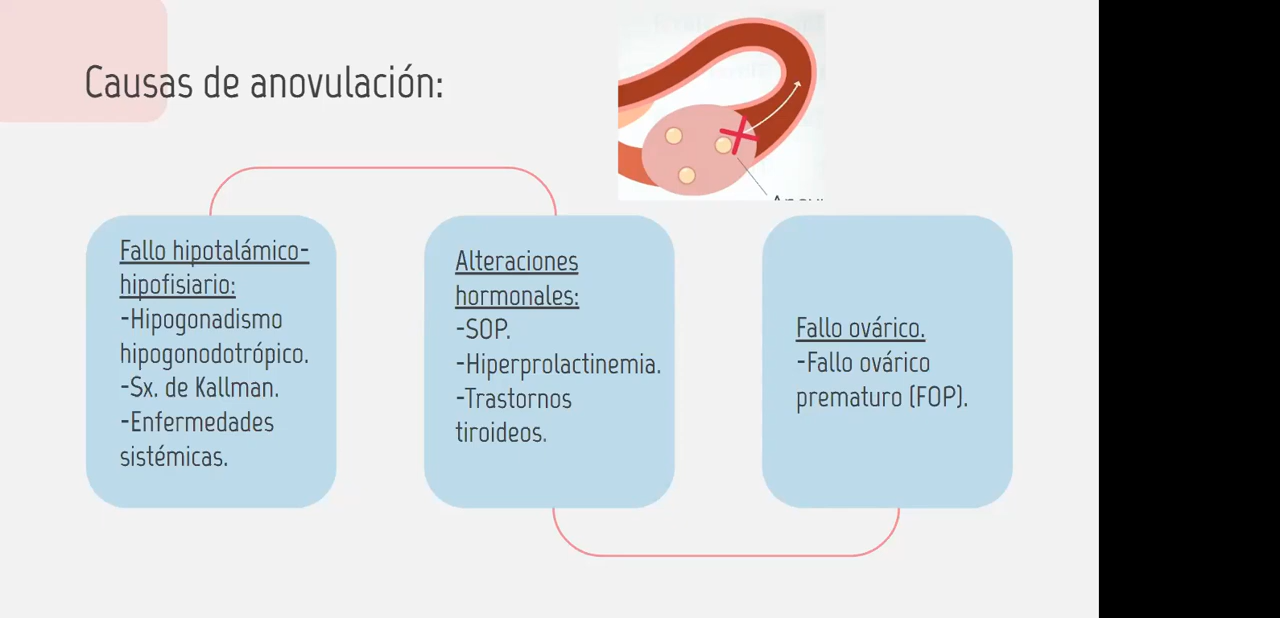 Causas de anovulación:
Fallo hipotalámico-
hipofisiario:
-Hipogonadismo
hipogonodotrópico.
-Sx. de Kallman.
-Enfermedades
sistémicas.
Alteraciones
hormonales:
-SOP.
-Hiperprolactinemia.
-Trastornos
tiroideos.
Fallo ovárico.
-Fallo ovárico
prematuro (FOP).